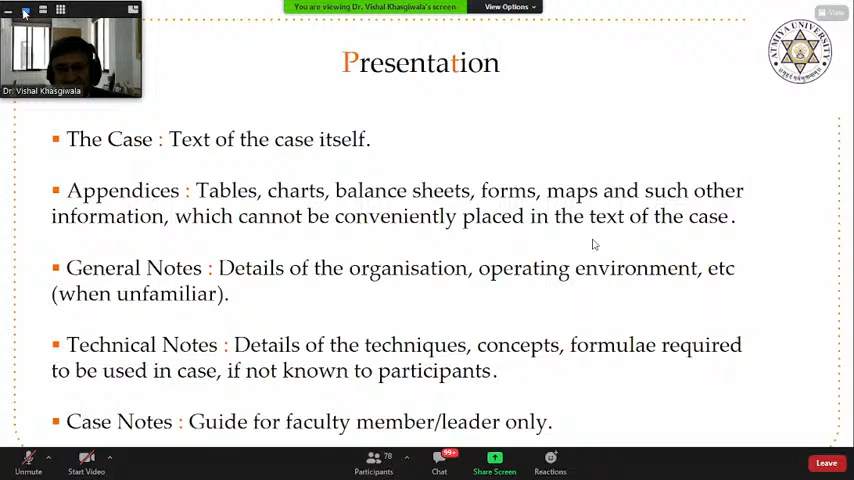 You are viewing Dr. Vishal Khasgiwala's screen
View Options
View
Dr. Vishal Khasgiwala
ATMIYA UNIVERSITY
Presentation
▪ The Case : Text of the case itself.
▪ Appendices : Tables, charts, balance sheets, forms, maps and such other
information, which cannot be conveniently placed in the text of the case.
▪ General Notes : Details of the organisation, operating environment, etc
(when unfamiliar).
▪ Technical Notes : Details of the techniques, concepts, formulae required
to be used in case, if not known to participants.
▪ Case Notes : Guide for faculty member/leader only.
Unmute
Start Video
Participants 78
Chat 99+
Share Screen
Reactions
Leave